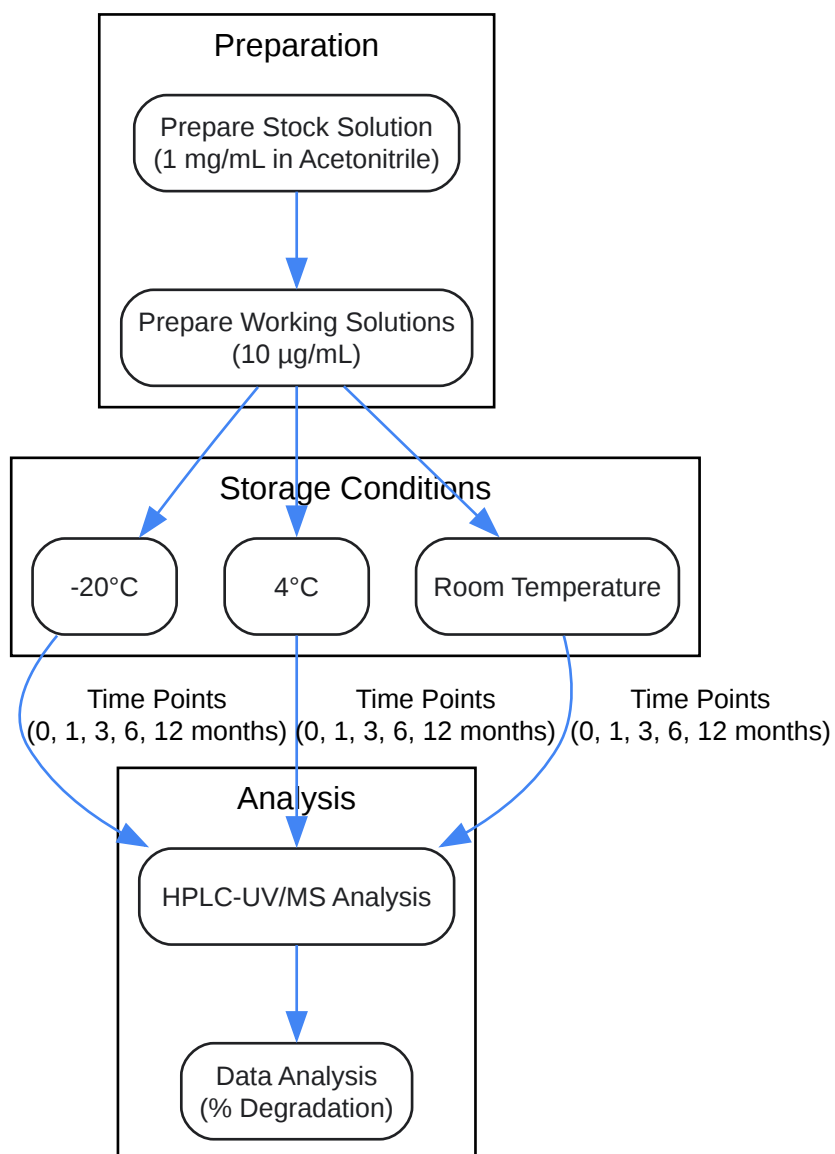 Preparation
Prepare Stock Solution
(1 mg/mL in Acetonitrile)
Prepare Working Solutions
(10 µg/mL)
Storage Conditions
-20°C
4°C
Room Temperature
Time Points
(0, 1, 3, 6, 12 months)
Time Points
(0, 1, 3, 6, 12 months)
Time Points
(0, 1, 3, 6, 12 months)
Analysis
HPLC-UV/MS Analysis
Data Analysis
(% Degradation)